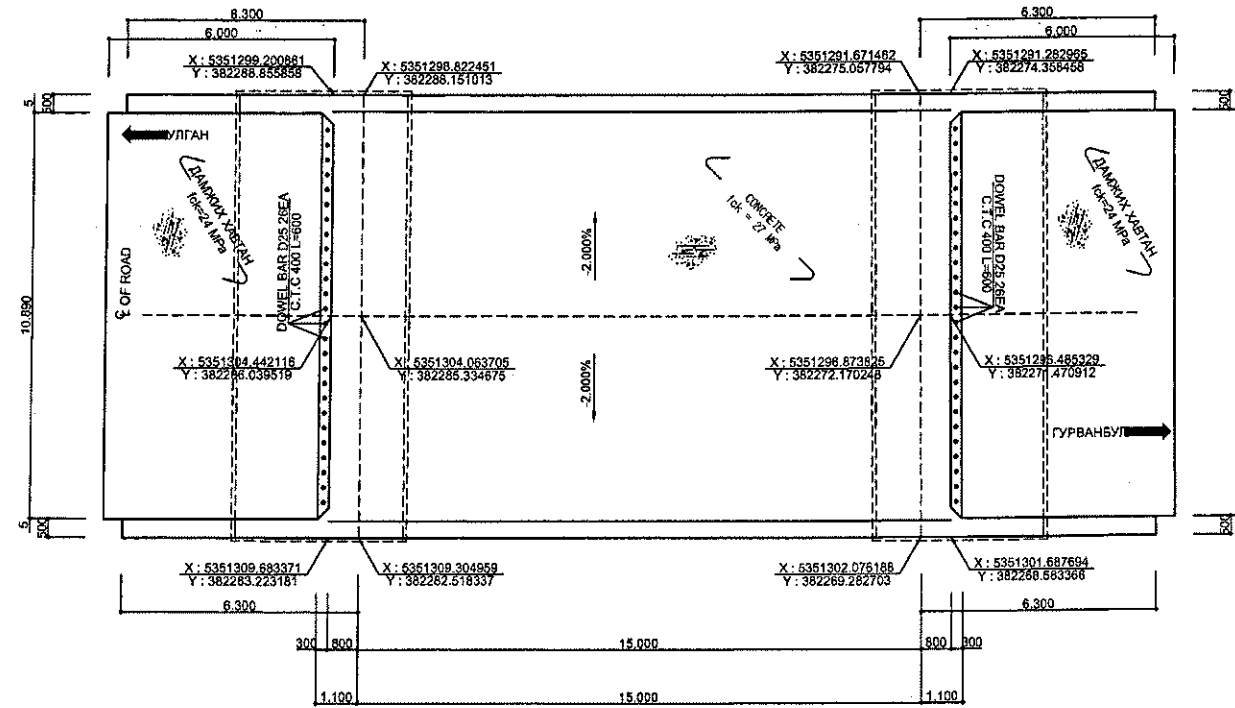 6.300
6.300
6.000
6.000
X : 5351299.200881
Y : 382288.855858
X : 5351298.822451
Y : 382288.151013
X : 5351291.671462
Y : 382275.057794
X : 5351291.282965
Y : 382274.358458
5
500
500
УЛГАН
ДАМЖИХ ХАВТАН
fck=24 MPa
DOWEL BAR D25 26EA
C.T.C 400 L=600
-2.000%
CONCRETE
fck = 27 MPa
DOWEL BAR D25 26EA
C.T.C 400 L=600
ДАМЖИХ ХАВТАН
fck=24 MPa
10.890
℄ OF ROAD
X : 5351304.442116
Y : 382286.039519
X : 5351304.063705
Y : 382285.334675
-2.000%
X : 5351296.873825
Y : 382272.170248
X : 5351296.485329
Y : 382271.470912
ГУРВАНБУЛ
5
500
500
X : 5351309.683371
Y : 382283.223181
X : 5351309.304959
Y : 382282.518337
X : 5351302.076188
Y : 382269.282703
X : 5351301.687694
Y : 382268.583366
6.300
6.300
300
800
15.000
800
300
1.100
15.000
1.100